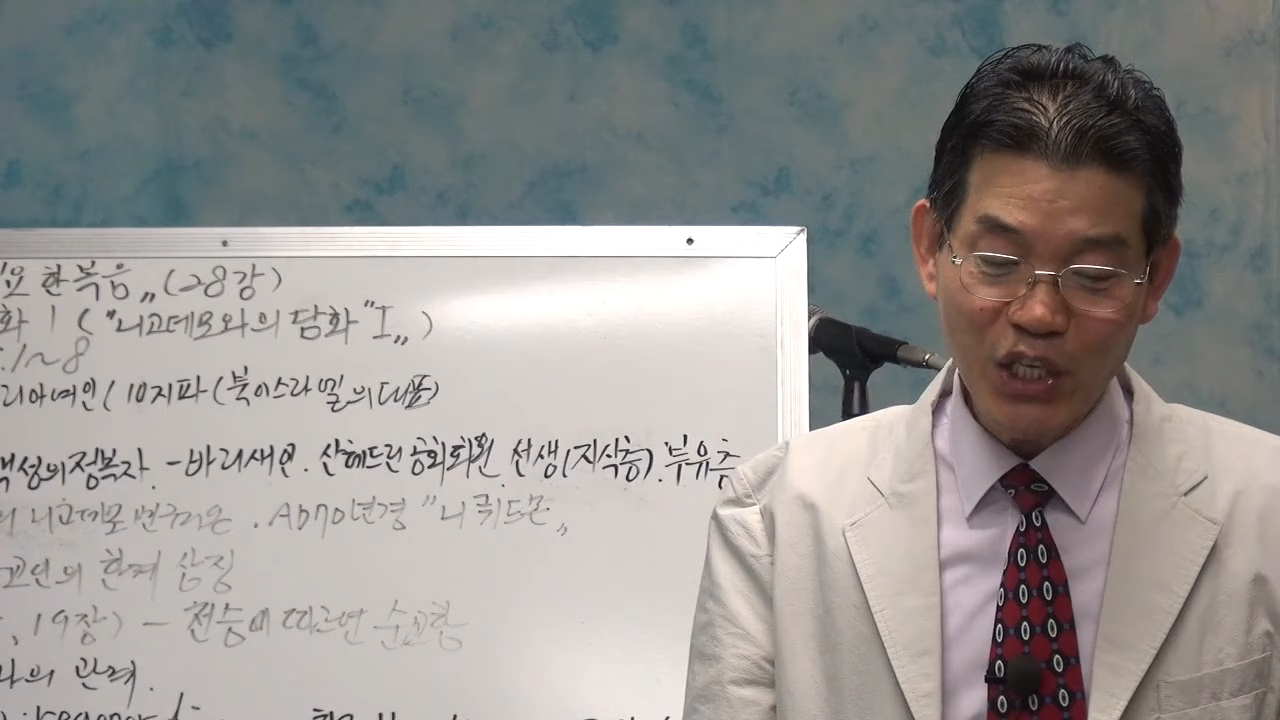 요한복음〃(28강)
화 1 ("니고데모와의 담화"I〃)
:1~8
리아여인(10지파(북이스라엘의대표)
백성의정복자. -바리새인. 산헤드린공회회원. 선생(지식층).부유층
의 니고데모 . AD70년경 "니퀴드몬〃
교인의 한계 상징
, 19장) - 전승에 따르면 순교함
와의 관계.